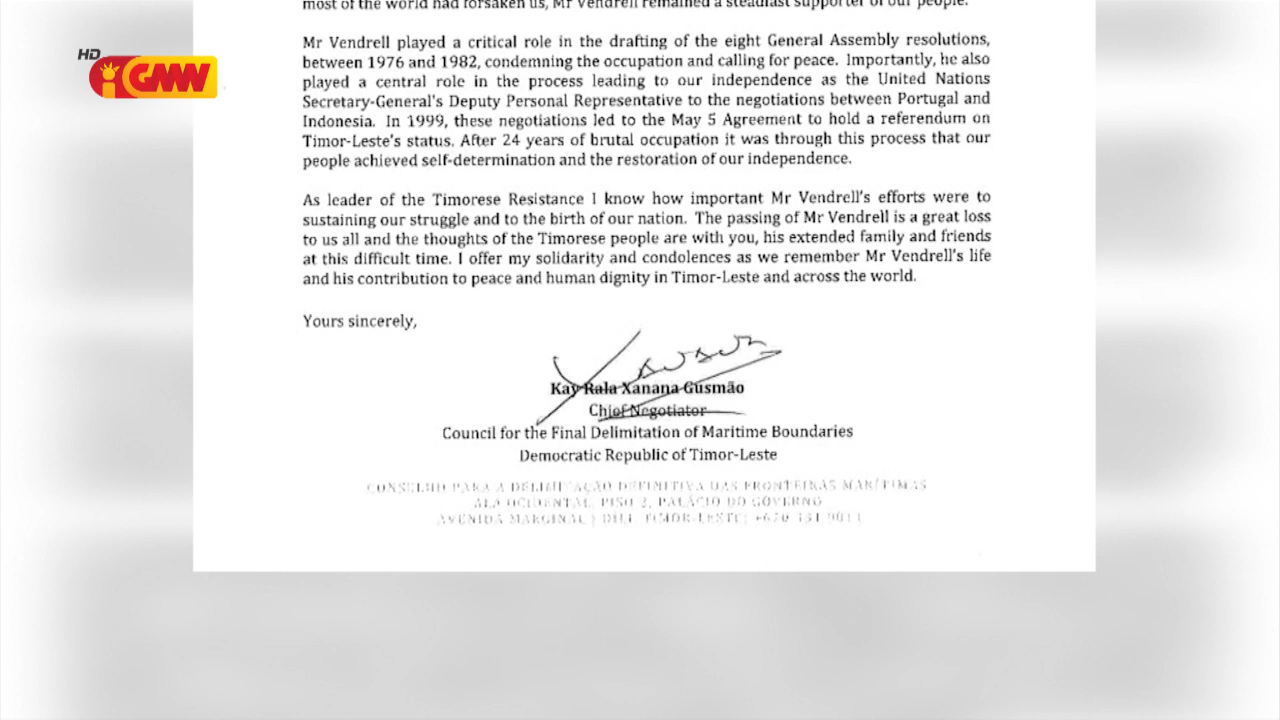 most of the world had forsaken us, Mr Vendrell remained a steadfast supporter of our people.
HD
GMW
Mr Vendrell played a critical role in the drafting of the eight General Assembly resolutions,
between 1976 and 1982, condemning the occupation and calling for peace. Importantly, he also
played a central role in the process leading to our independence as the United Nations
Secretary-General's Deputy Personal Representative to the negotiations between Portugal and
Indonesia. In 1999, these negotiations led to the May 5 Agreement to hold a referendum on
Timor-Leste's status. After 24 years of brutal occupation it was through this process that our
people achieved self-determination and the restoration of our independence.
As leader of the Timorese Resistance I know how important Mr Vendrell's efforts were to
sustaining our struggle and to the birth of our nation. The passing of Mr Vendrell is a great loss
to us all and the thoughts of the Timorese people are with you, his extended family and friends
at this difficult time. I offer my solidarity and condolences as we remember Mr Vendrell's life
and his contribution to peace and human dignity in Timor-Leste and across the world.
Yours sincerely,
Kay Rala Xanana Gusmão
Chief Negotiator
Council for the Final Delimitation of Maritime Boundaries
Democratic Republic of Timor-Leste
CONSELHO PARA A DELIMITAÇÃO DEFINITIVA DAS FRONTEIRAS MARÍTIMAS
ALA OCIDENTAL, PISO 2, PALÁCIO DO GOVERNO
AVENIDA MARGINAL | DILI, TIMOR-LESTE| +670 331